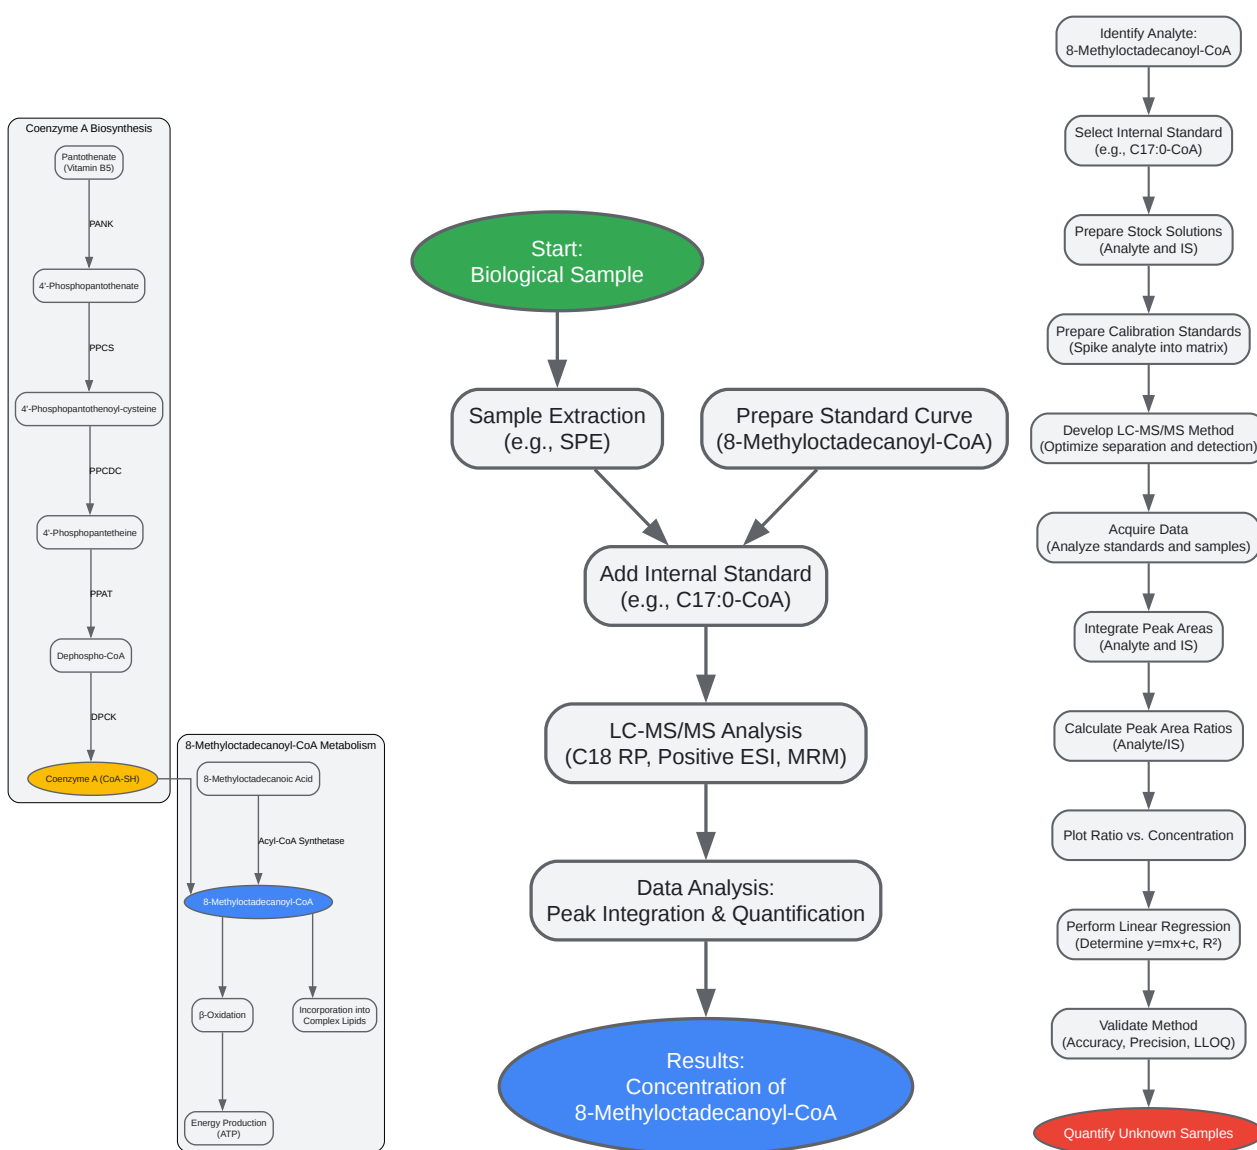 Coenzyme A Biosynthesis
Pantothenate
(Vitamin B5)
PANK
4'-Phosphopantothenate
PPCS
4'-Phosphopantothenoyl-cysteine
PPCDC
4'-Phosphopantetheine
PPAT
Dephospho-CoA
DPCK
Coenzyme A (CoA-SH)
8-Methyloctadecanoyl-CoA Metabolism
8-Methyloctadecanoic Acid
Acyl-CoA Synthetase
8-Methyloctadecanoyl-CoA
β-Oxidation
Incorporation into
Complex Lipids
Energy Production
(ATP)
Start:
Biological Sample
Sample Extraction
(e.g., SPE)
Prepare Standard Curve
(8-Methyloctadecanoyl-CoA)
Add Internal Standard
(e.g., C17:0-CoA)
LC-MS/MS Analysis
(C18 RP, Positive ESI, MRM)
Data Analysis:
Peak Integration & Quantification
Results:
Concentration of
8-Methyloctadecanoyl-CoA
Identify Analyte:
8-Methyloctadecanoyl-CoA
Select Internal Standard
(e.g., C17:0-CoA)
Prepare Stock Solutions
(Analyte and IS)
Prepare Calibration Standards
(Spike analyte into matrix)
Develop LC-MS/MS Method
(Optimize separation and detection)
Acquire Data
(Analyze standards and samples)
Integrate Peak Areas
(Analyte and IS)
Calculate Peak Area Ratios
(Analyte/IS)
Plot Ratio vs. Concentration
Perform Linear Regression
(Determine y=mx+c, R²)
Validate Method
(Accuracy, Precision, LLOQ)
Quantify Unknown Samples